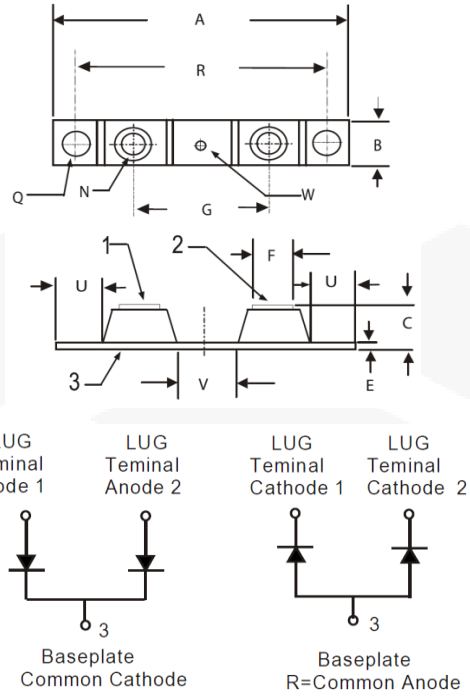 A
R
B
Q
N
G
W
1
2
F
U
U
C
3
V
E
LUG
LUG
Teminal
Anode 2
LUG
LUG
Teminal
Teminal
Cathode 1
Cathode 2
3
3
Baseplate
Common Cathode
Baseplate
R=Common Anode